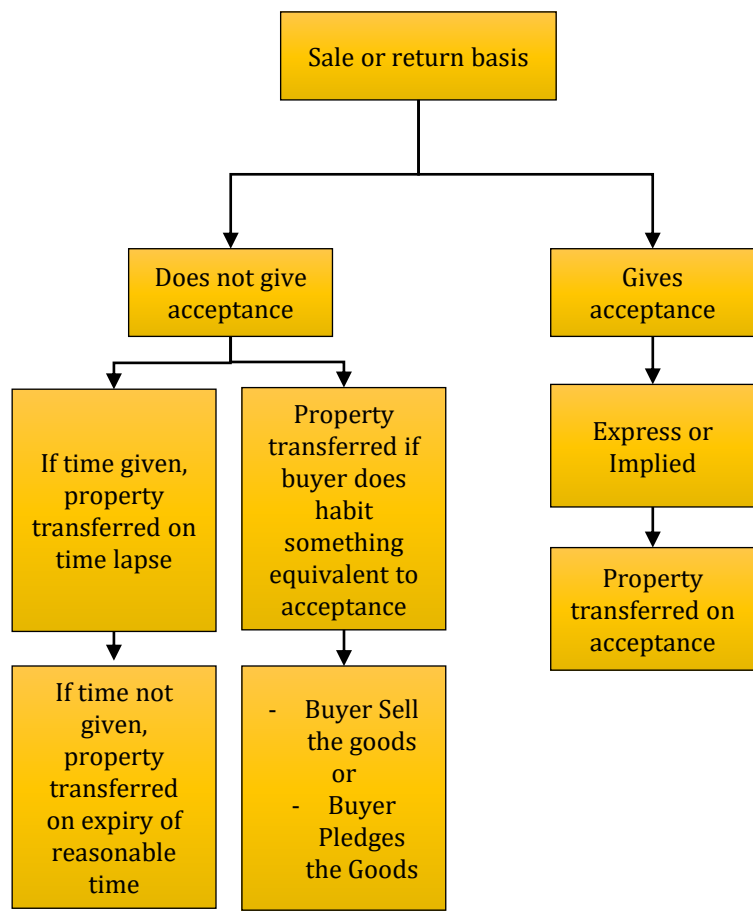 Sale or return basis
Does not give
acceptance
Gives
acceptance
If time given,
property
transferred on
time lapse
Property
transferred if
buyer does
habit
something
equivalent to
acceptance
Express or
Implied
Property
transferred on
acceptance
If time not
given,
property
transferred
on expiry of
reasonable
time
- Buyer Sell
the goods
or
- Buyer
Pledges
the Goods